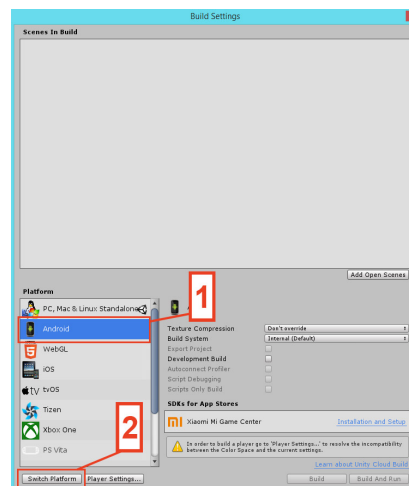 Build Settings
Scenes In Build
Add Open Scenes
Platform
PC, Mac & Linux Standalone
Android
WebGL
iOS
tvOS
Tizen
Xbox One
PS Vita
1
2
Texture Compression Don't override
Build System Internal (Default)
Export Project
Development Build
Autoconnect Profiler
Script Debugging
Scripts Only Build
SDKs for App Stores
Xiaomi Mi Game Center Installation and Setup
In order to build a player go to 'Player Settings...' to resolve the incompatibility
between the Color Space and the current settings.
Learn about Unity Cloud Build
Switch Platform Player Settings... Build Build And Run